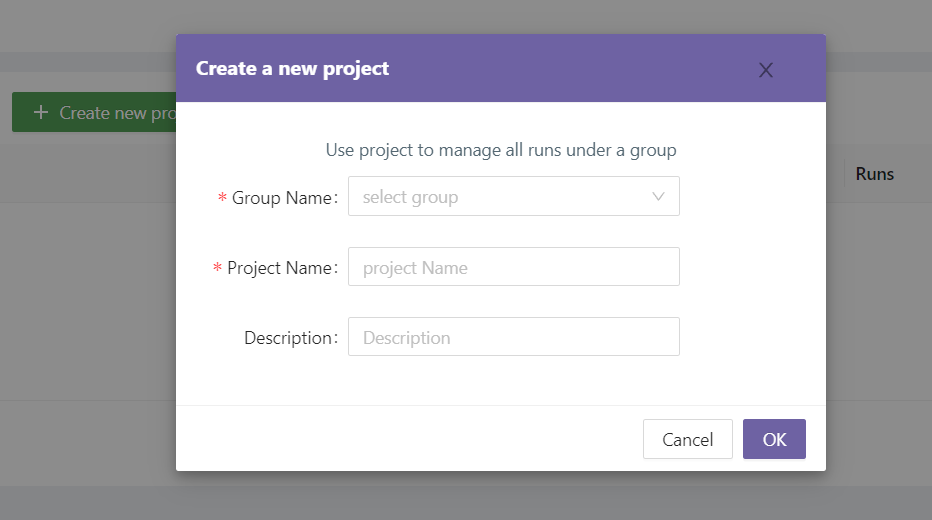 Create a new project
X
+ Create new pro
Use project to manage all runs under a group
Runs
* Group Name:
select group
* Project Name:
project Name
Description:
Description
Cancel
OK